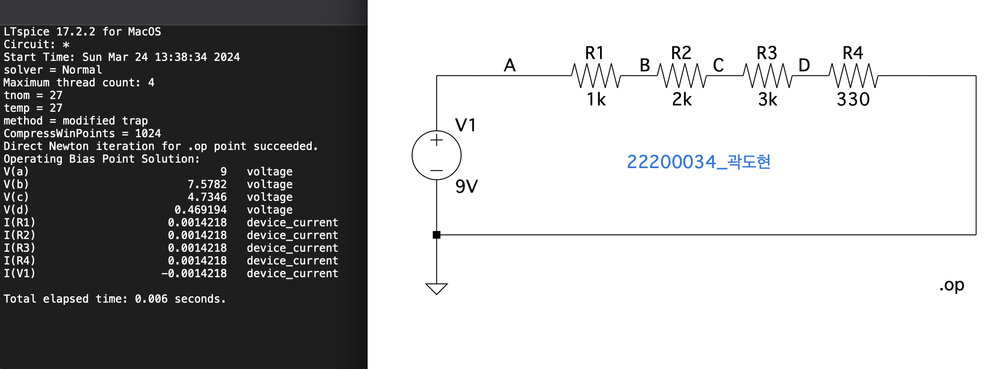 LTspice 17.2.2 for MacOS
Circuit: *
Start Time: Sun Mar 24 13:38:34 2024
solver = Normal
Maximum thread count: 4
tnom = 27
temp = 27
method = modified trap
CompressWinPoints = 1024
Direct Newton iteration for .op point succeeded.
Operating Bias Point Solution:
V(a) 9 voltage
V(b) 7.5782 voltage
V(c) 4.7346 voltage
V(d) 0.469194 voltage
I(R1) 0.0014218 device_current
I(R2) 0.0014218 device_current
I(R3) 0.0014218 device_current
I(R4) 0.0014218 device_current
I(V1) −0.0014218 device_current
Total elapsed time: 0.006 seconds.
R1 R2 R3 R4
A B C D
1k 2k 3k 330
V1
22200034_곽도현
9V
.op